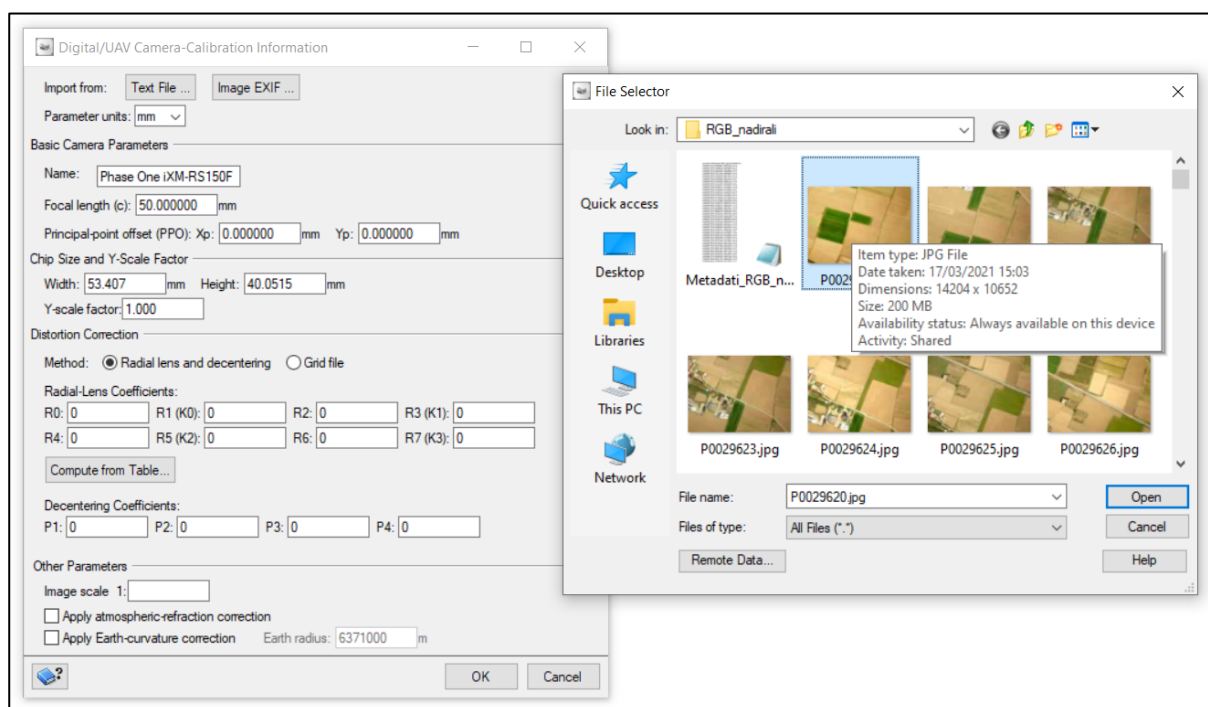 Digital/UAV Camera-Calibration Information
Import from: Text File ... Image EXIF ...
Parameter units: mm
Basic Camera Parameters
Name: Phase One iXM-RS150F
Focal length (c): 50.000000 mm
Principal-point offset (PPO): Xp: 0.000000 mm Yp: 0.000000 mm
Chip Size and Y-Scale Factor
Width: 53.407 mm Height: 40.0515 mm
Y-scale factor: 1.000
Distortion Correction
Method: Radial lens and decentering Grid file
Radial-Lens Coefficients:
R0: 0 R1 (K0): 0 R2: 0 R3 (K1): 0
R4: 0 R5 (K2): 0 R6: 0 R7 (K3): 0
Compute from Table...
Decentering Coefficients:
P1: 0 P2: 0 P3: 0 P4: 0
Other Parameters
Image scale 1:
Apply atmospheric-refraction correction
Apply Earth-curvature correction Earth radius: 6371000 m
OK Cancel
File Selector
Look in: RGB_nadirali
Quick access
Desktop
Libraries
This PC
Network
Metadati_RGB_n... P0029
Item type: JPG File
Date taken: 17/03/2021 15:03
Dimensions: 14204 x 10652
Size: 200 MB
Availability status: Always available on this device
Activity: Shared
P0029623.jpg P0029624.jpg P0029625.jpg P0029626.jpg
File name: P0029620.jpg Open
Files of type: All Files (*.*) Cancel
Remote Data... Help